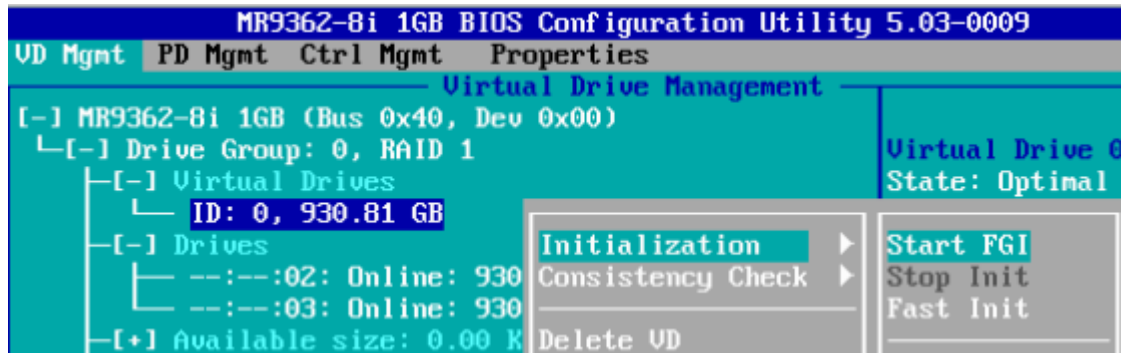 MR9362-8i 1GB BIOS Configuration Utility 5.03-0009
VD Mgmt PD Mgmt Ctrl Mgmt Properties
Virtual Drive Management
[-] MR9362-8i 1GB (Bus 0x40, Dev 0x00)
[-] Drive Group: 0, RAID 1
Virtual Drive 0
[-] Virtual Drives
State: Optimal
ID: 0, 930.81 GB
[-] Drives
Initialization
Start FGI
--:--:02: Online: 930
Consistency Check
Stop Init
--:--:03: Online: 930
Fast Init
[+] Available size: 0.00 K
Delete VD